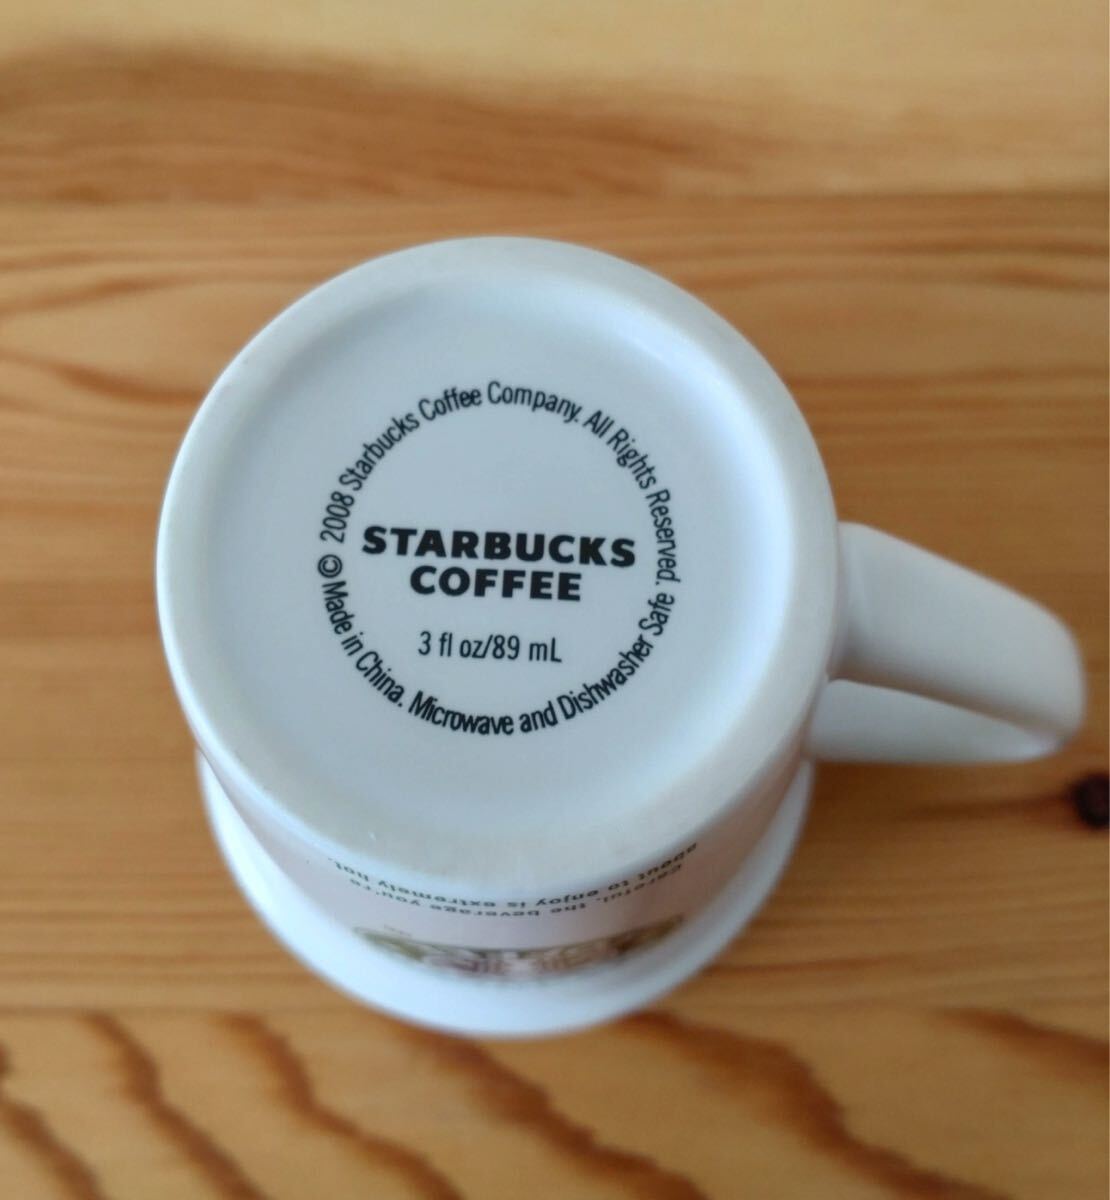 © 2008 Starbucks Coffee Company. All Rights Reserved.
STARBUCKS
COFFEE
3 fl oz/89 mL
Made in China. Microwave and Dishwasher Safe.
Careful, the beverage you're
about to enjoy is extremely hot.